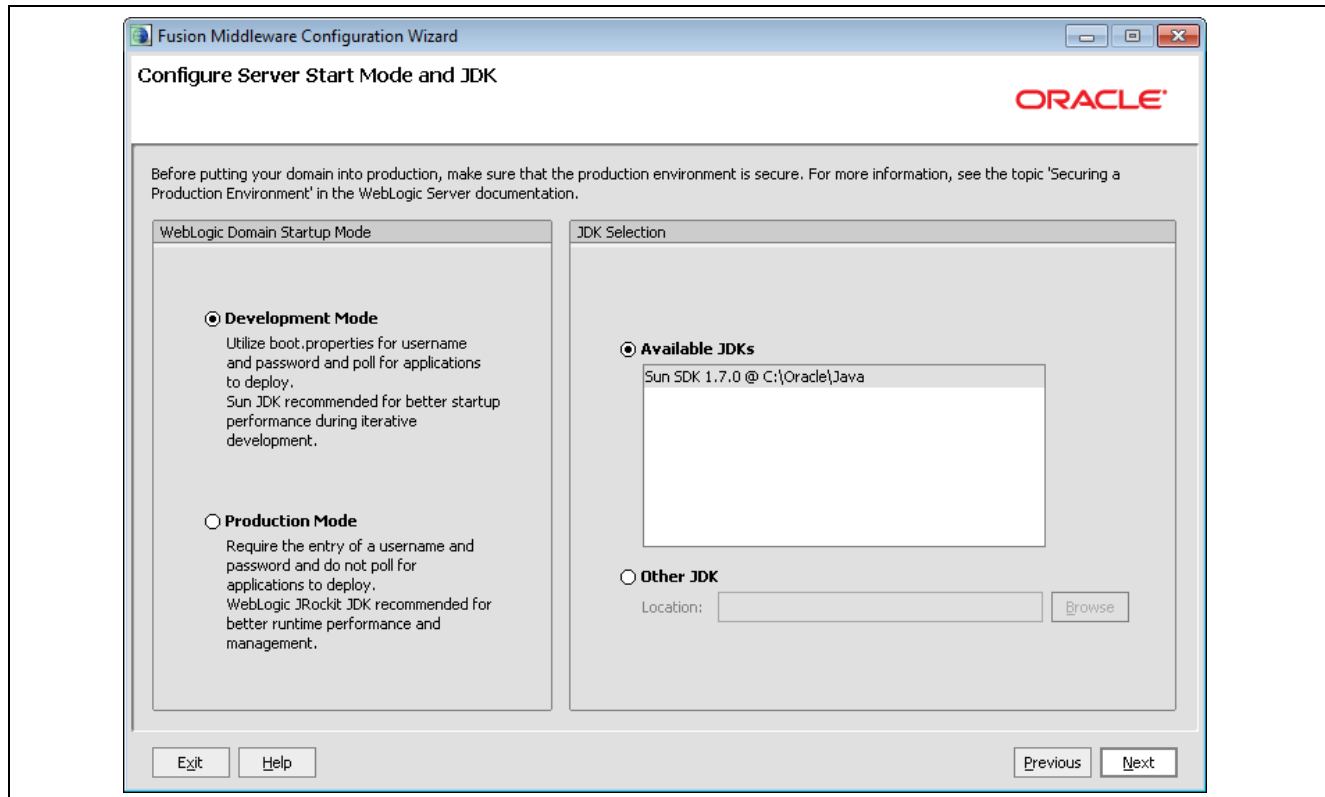 Fusion Middleware Configuration Wizard
Configure Server Start Mode and JDK
ORACLE
Before putting your domain into production, make sure that the production environment is secure. For more information, see the topic 'Securing a
Production Environment' in the WebLogic Server documentation.
WebLogic Domain Startup Mode
Development Mode
Utilize boot.properties for username
and password and poll for applications
to deploy.
Sun JDK recommended for better startup
performance during iterative
development.
Production Mode
Require the entry of a username and
password and do not poll for
applications to deploy.
WebLogic JRockit JDK recommended for
better runtime performance and
management.
JDK Selection
Available JDKs
Sun SDK 1.7.0 @ C:\Oracle\Java
Other JDK
Location:
Browse
Exit
Help
Previous
Next